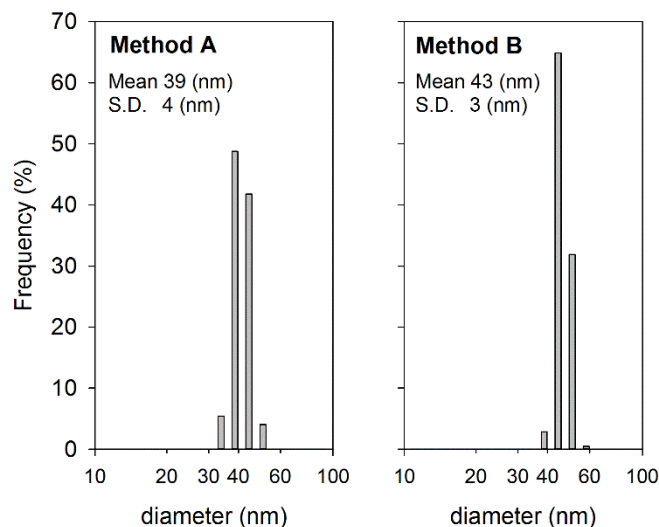 Method A
Mean 39 (nm)
S.D. 4 (nm)
Method B
Mean 43 (nm)
S.D. 3 (nm)
Frequency (%)
70
60
50
40
30
20
10
0
10 20 30 40 60 100
10 20 30 40 60 100
diameter (nm)
diameter (nm)